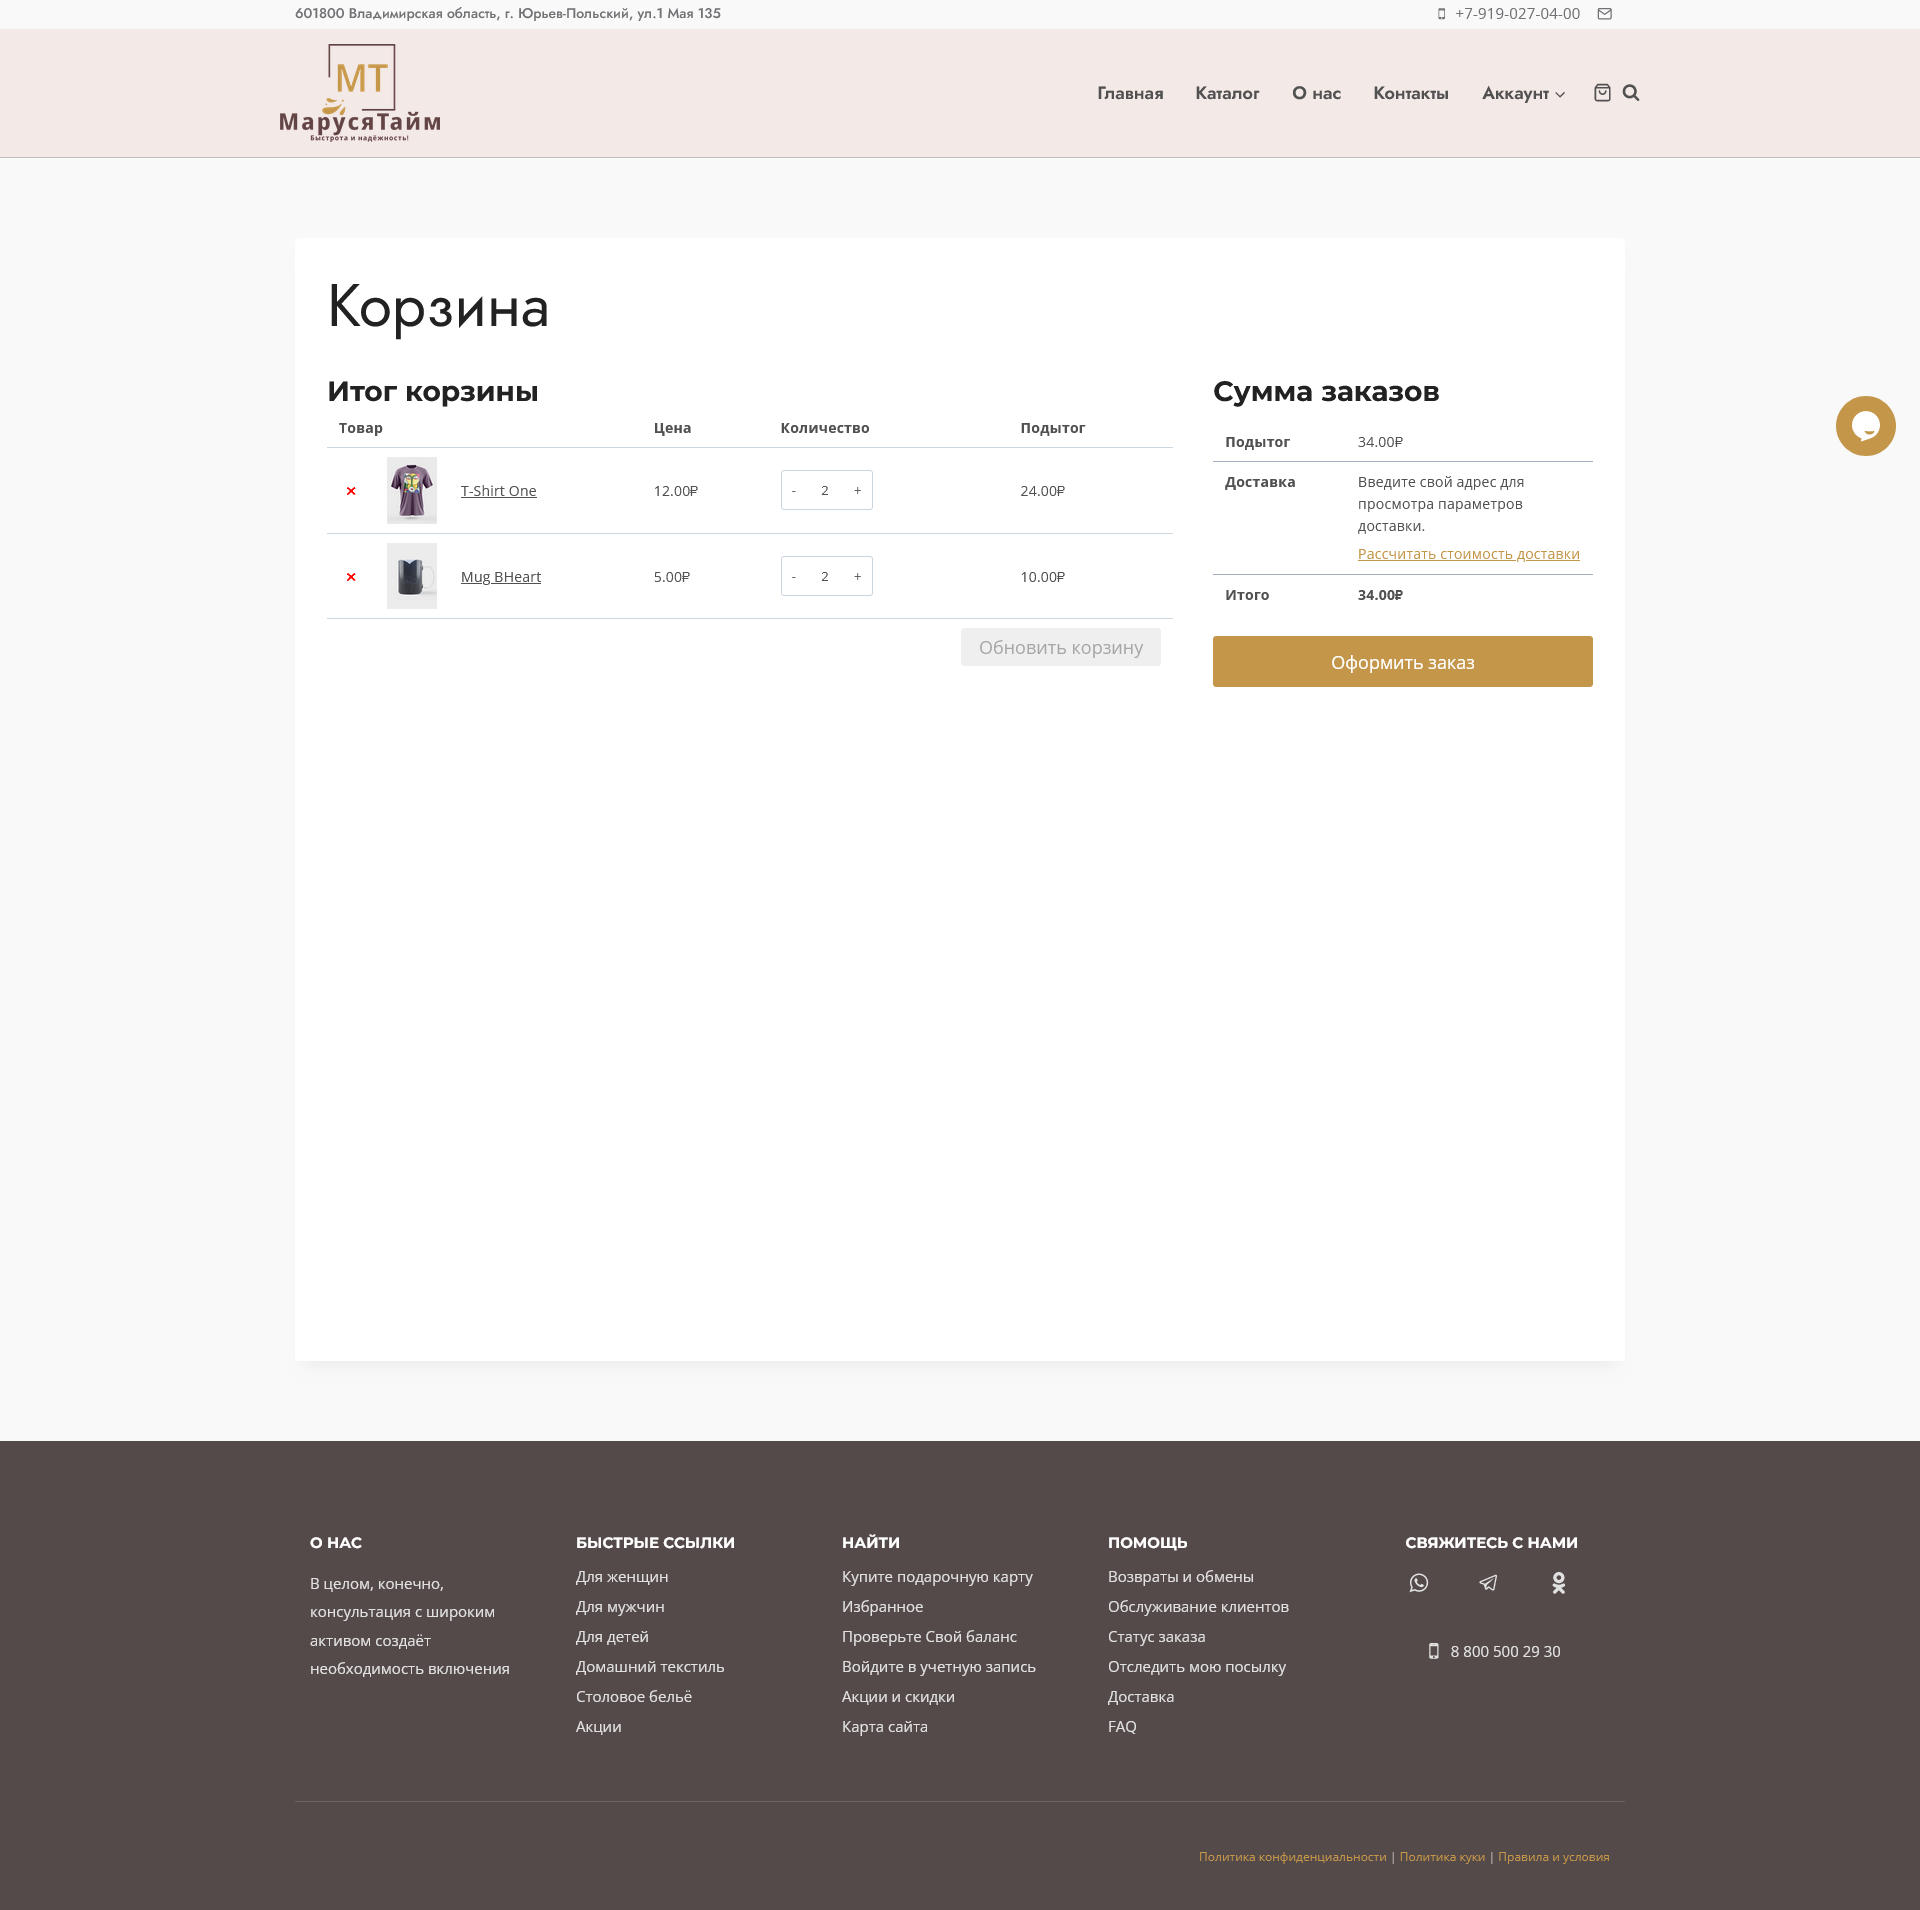 601800 Владимирская область, г. Юрьев-Польский, ул.1 Мая 135
+7-919-027-04-00
МТ
МарусяТайм
Быстрота и надёжность!
Главная
Каталог
О нас
Контакты
Аккаунт
Корзина
Итог корзины
Товар Цена Количество Подытог
× T-Shirt One 12.00₽ - 2 + 24.00₽
× Mug BHeart 5.00₽ - 2 + 10.00₽
Обновить корзину
Сумма заказов
Подытог 34.00₽
Доставка Введите свой адрес для
просмотра параметров
доставки.
Рассчитать стоимость доставки
Итого 34.00₽
Оформить заказ
О НАС
В целом, конечно,
консультация с широким
активом создаёт
необходимость включения
БЫСТРЫЕ ССЫЛКИ
Для женщин
Для мужчин
Для детей
Домашний текстиль
Столовое бельё
Акции
НАЙТИ
Купите подарочную карту
Избранное
Проверьте Свой баланс
Войдите в учетную запись
Акции и скидки
Карта сайта
ПОМОЩЬ
Возвраты и обмены
Обслуживание клиентов
Статус заказа
Отследить мою посылку
Доставка
FAQ
СВЯЖИТЕСЬ С НАМИ
8 800 500 29 30
Политика конфиденциальности | Политика куки | Правила и условия